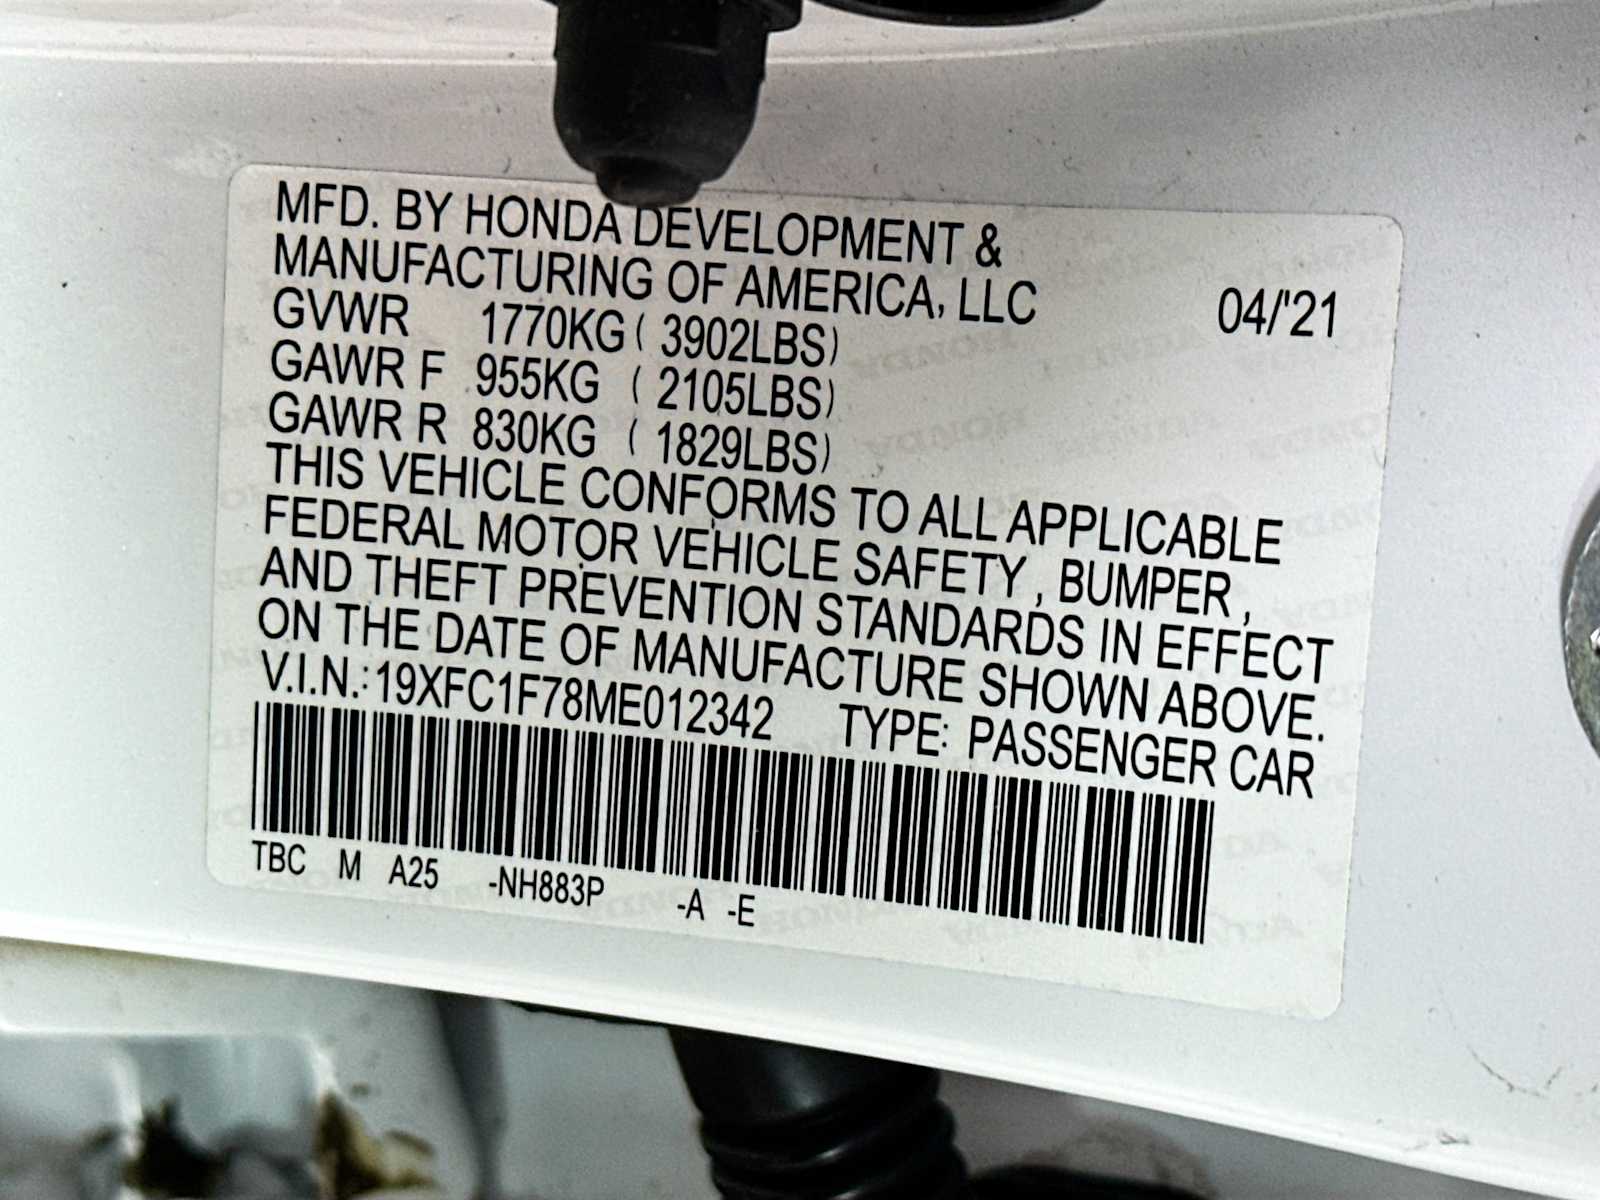 MFD. BY HONDA DEVELOPMENT &
MANUFACTURING OF AMERICA, LLC 04/'21
GVWR 1770KG ( 3902LBS)
GAWR F 955KG ( 2105LBS)
GAWR R 830KG ( 1829LBS)
THIS VEHICLE CONFORMS TO ALL APPLICABLE
FEDERAL MOTOR VEHICLE SAFETY , BUMPER ,
AND THEFT PREVENTION STANDARDS IN EFFECT
ON THE DATE OF MANUFACTURE SHOWN ABOVE.
V.I.N.: 19XFC1F78ME012342 TYPE: PASSENGER CAR
TBC M A25 -NH883P -A -E